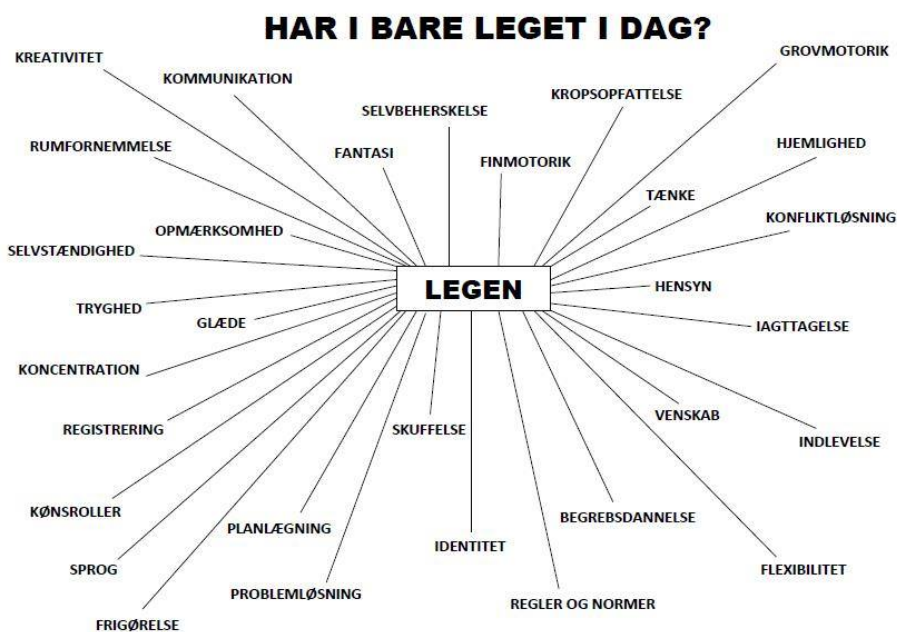 HAR I BARE LEGET I DAG?
KREATIVITET
KOMMUNIKATION
GROVMOTORIK
SELVBEHERSKELSE
KROPSOPFATTELSE
RUMFORNEMMELSE
FANTASI
FINMOTORIK
HJEMLIGHED
TÆNKE
OPMÆRKSOMHED
KONFLIKTLØSNING
SELVSTÆNDIGHED
LEGEN
HENSYN
TRYGHED
GLÆDE
IAGTTAGELSE
KONCENTRATION
REGISTRERING
SKUFFELSE
VENSKAB
INDLEVELSE
KØNSROLLER
PLANLÆGNING
IDENTITET
BEGREBSDANNELSE
SPROG
PROBLEMLØSNING
REGLER OG NORMER
FLEXIBILITET
FRIGØRELSE